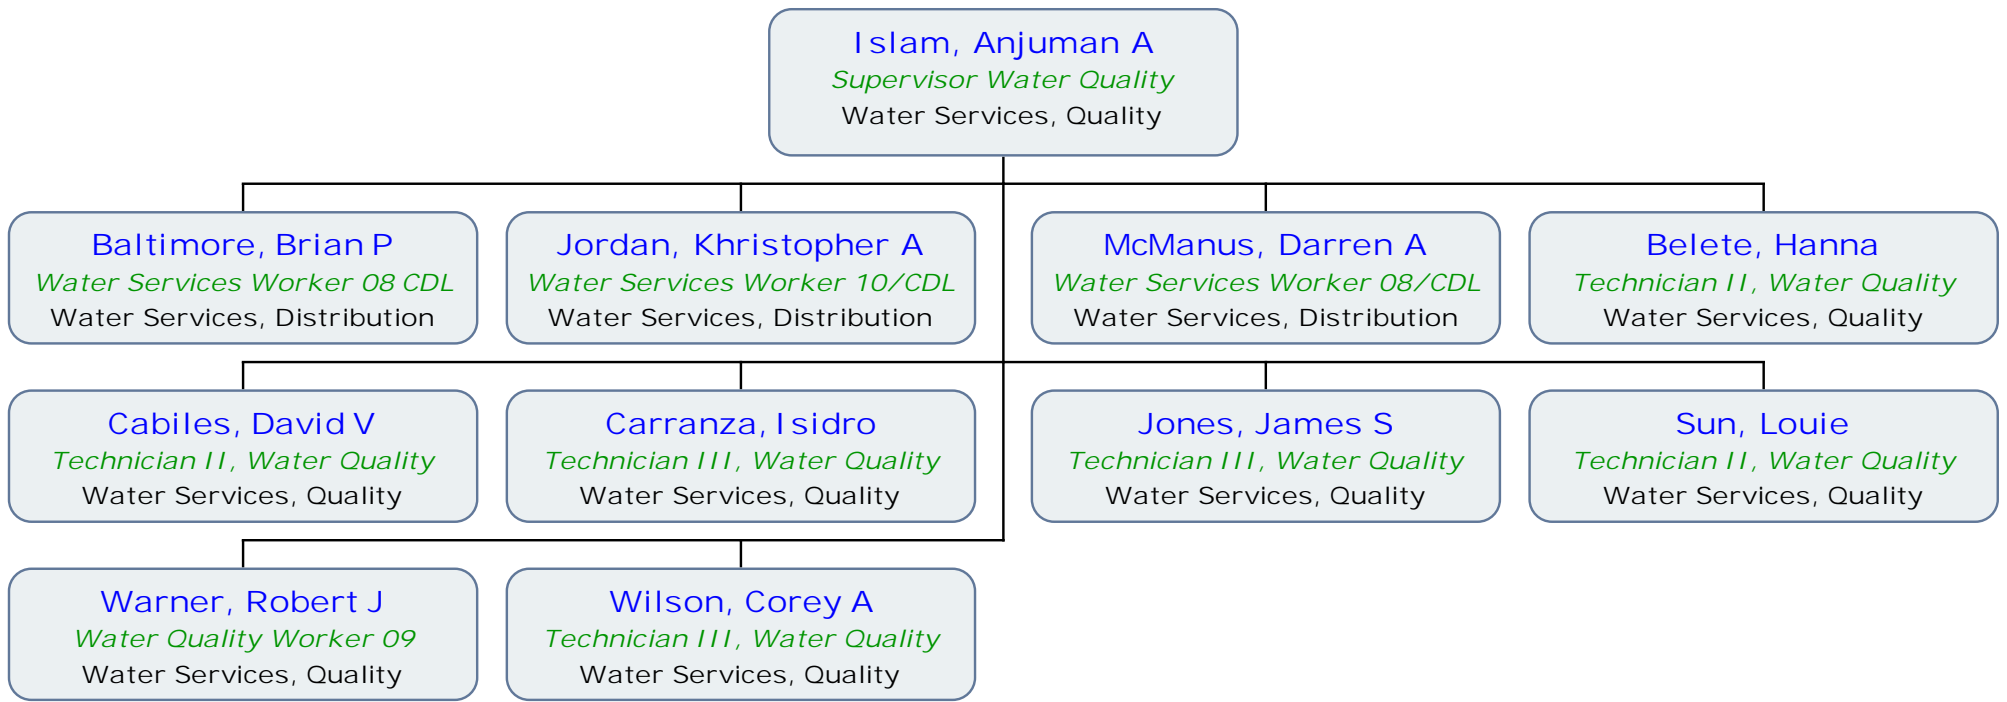 Islam, Anjuman A
Supervisor Water Quality
Water Services, Quality
Baltimore, Brian P
Water Services Worker 08 CDL
Water Services, Distribution
Jordan, Khristopher A
Water Services Worker 10/CDL
Water Services, Distribution
McManus, Darren A
Water Services Worker 08/CDL
Water Services, Distribution
Belete, Hanna
Technician II, Water Quality
Water Services, Quality
Cabiles, David V
Technician II, Water Quality
Water Services, Quality
Carranza, Isidro
Technician III, Water Quality
Water Services, Quality
Jones, James S
Technician III, Water Quality
Water Services, Quality
Sun, Louie
Technician II, Water Quality
Water Services, Quality
Warner, Robert J
Water Quality Worker 09
Water Services, Quality
Wilson, Corey A
Technician III, Water Quality
Water Services, Quality